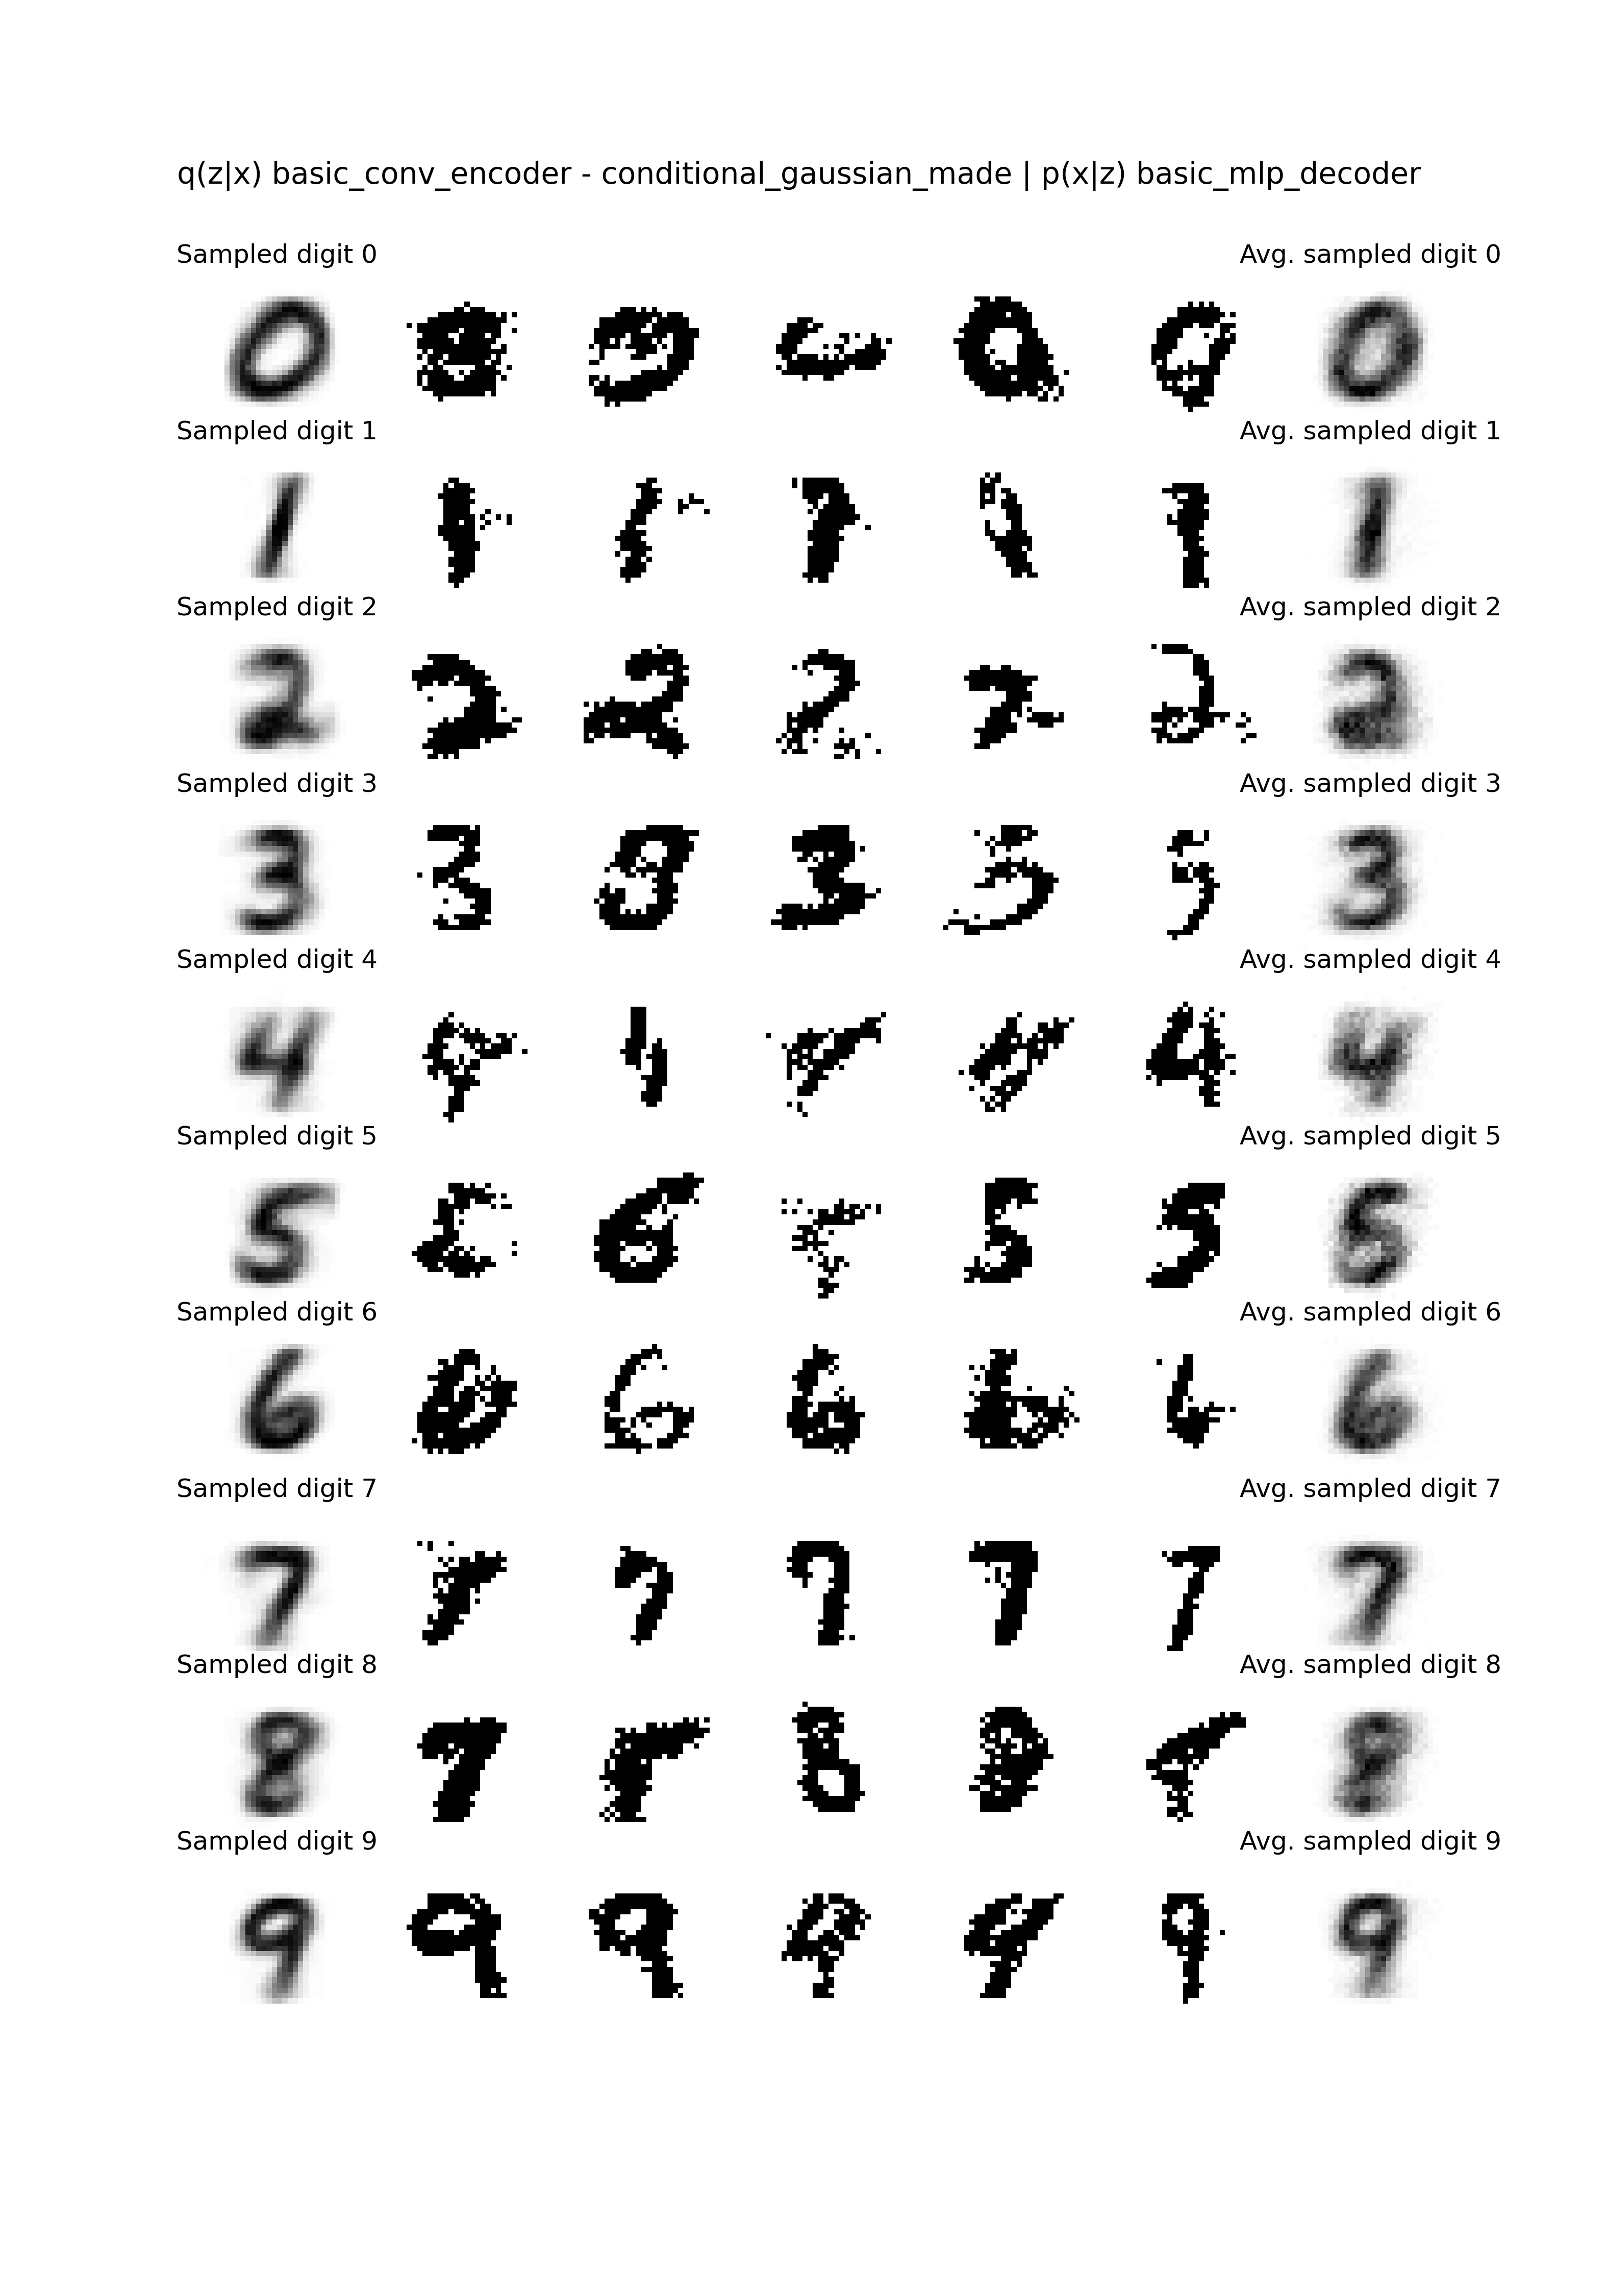 q(z|x) basic_conv_encoder - conditional_gaussian_made | p(x|z) basic_mlp_decoder
Sampled digit 0 Avg. sampled digit 0
Sampled digit 1 Avg. sampled digit 1
Sampled digit 2 Avg. sampled digit 2
Sampled digit 3 Avg. sampled digit 3
Sampled digit 4 Avg. sampled digit 4
Sampled digit 5 Avg. sampled digit 5
Sampled digit 6 Avg. sampled digit 6
Sampled digit 7 Avg. sampled digit 7
Sampled digit 8 Avg. sampled digit 8
Sampled digit 9 Avg. sampled digit 9